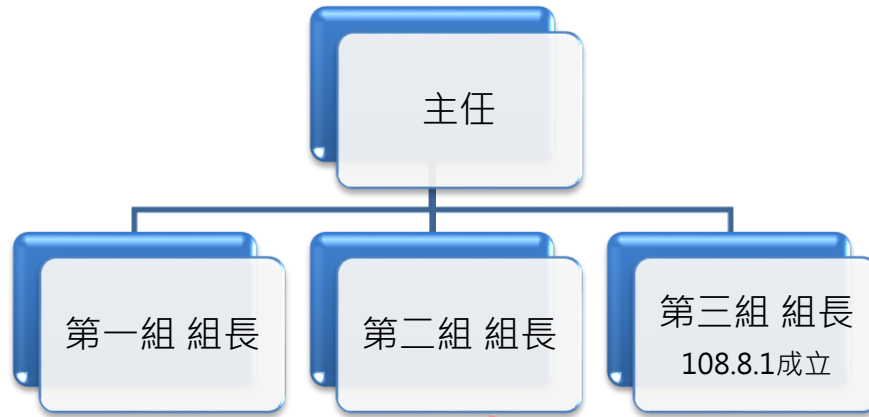 主任
第一組 組長
第二組 組長
第三組 組長
108.8.1成立